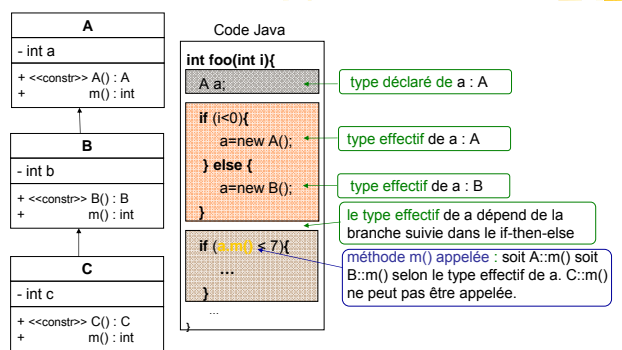 A
- int a
+ <<constr>> A() : A
+ m() : int
B
- int b
+ <<constr>> B() : B
+ m() : int
C
- int c
+ <<constr>> C() : C
+ m() : int
Code Java
int foo(int i){
A a;
if (i<0){
a=new A();
} else {
a=new B();
}
if (a.m() ≤ 7){
...
}
...
}
type déclaré de a : A
type effectif de a : A
type effectif de a : B
le type effectif de a dépend de la
branche suivie dans le if-then-else
méthode m() appelée : soit A::m() soit
B::m() selon le type effectif de a. C::m()
ne peut pas être appelée.